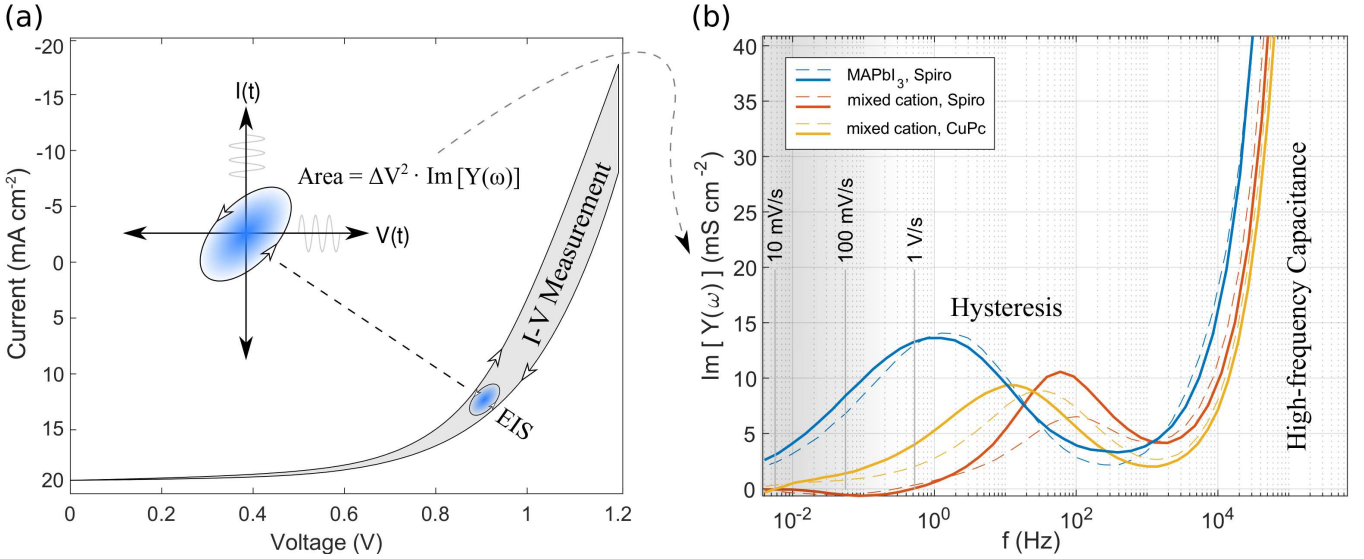 (a)
Current (mA cm⁻²)
-20
-15
-10
-5
0
5
10
15
20
0
0.2
0.4
0.6
0.8
1
1.2
Voltage (V)
I(t)
V(t)
Area = ΔV² · Im [Y(ω)]
I-V Measurement
EIS
(b)
Im [ Y(ω) ] (mS cm⁻²)
40
35
30
25
20
15
10
5
0
10⁻²
10⁰
10²
10⁴
f (Hz)
MAPbI₃, Spiro
mixed cation, Spiro
mixed cation, CuPc
10 mV/s
100 mV/s
1 V/s
Hysteresis
High-frequency Capacitance